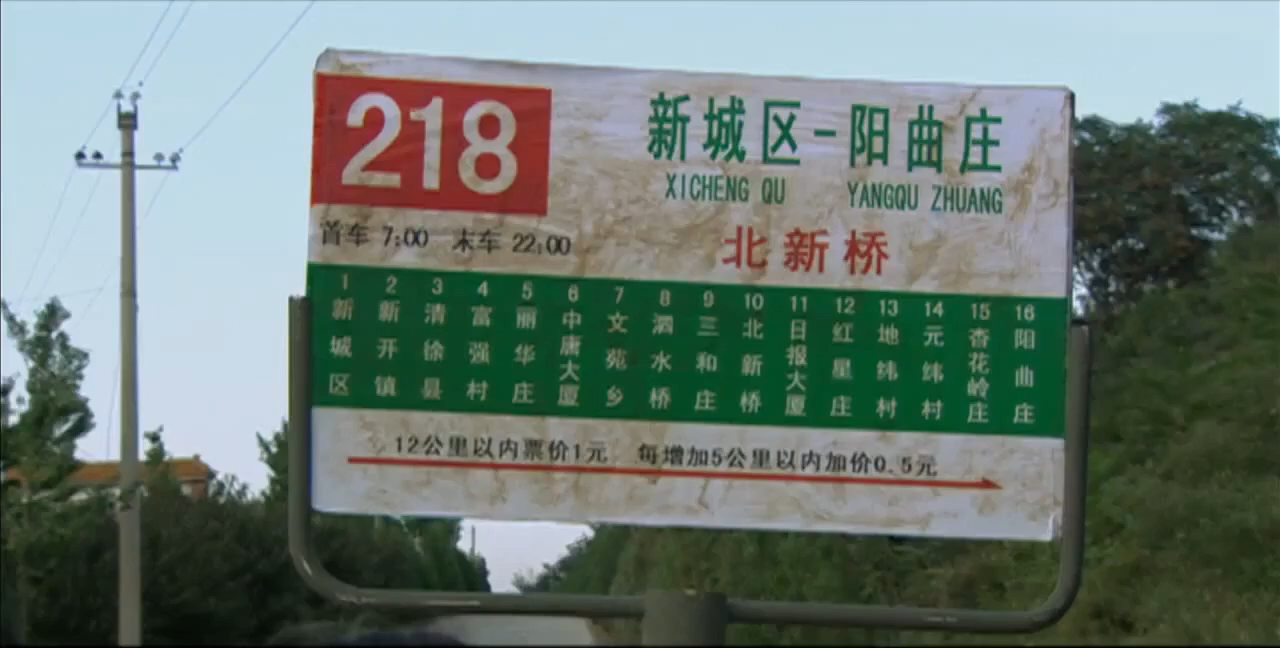 218
新城区-阳曲庄
XICHENG QU YANGQU ZHUANG
首车 7:00 末车 22:00
北新桥
1 新城区
2 新开镇
3 清徐县
4 富强村
5 丽华庄
6 中庸大厦
7 文苑乡
8 泗水桥
9 三和庄
10 北新桥
11 日报大厦
12 红星庄
13 地纬村
14 元纬村
15 杏花岭庄
16 阳曲庄
12公里以内票价1元 每增加5公里以内加价0.5元